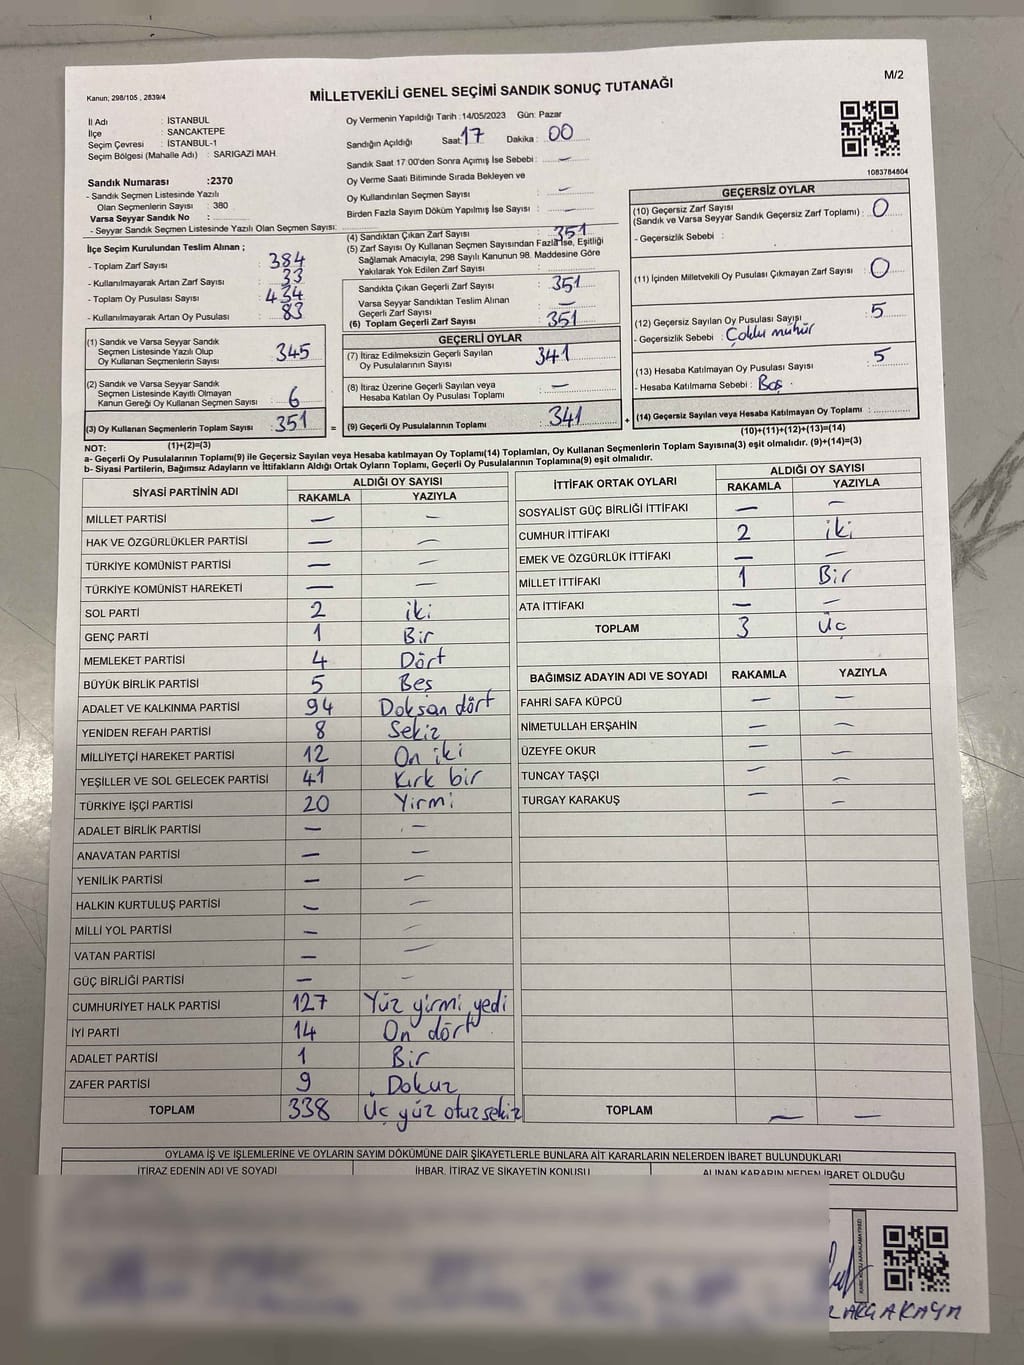 M/2
Kanun; 298/105 , 2839/4
MİLLETVEKİLİ GENEL SEÇİMİ SANDIK SONUÇ TUTANAĞI
İl Adı : İSTANBUL
İlçe : SANCAKTEPE
Seçim Çevresi : İSTANBUL-1
Seçim Bölgesi (Mahalle Adı) : SARIGAZİ MAH.
Sandık Numarası :2370
- Sandık Seçmen Listesinde Yazılı
Olan Seçmenlerin Sayısı : 380
Varsa Seyyar Sandık No :
- Seyyar Sandık Seçmen Listesinde Yazılı Olan Seçmen Sayısı:
Oy Vermenin Yapıldığı Tarih :14/05/2023 Gün: Pazar
Sandığın Açıldığı Saat: 17 Dakika : 00
Sandık Saat 17 00'den Sonra Açımış İse Sebebi : —
Oy Verme Saati Bitiminde Sırada Bekleyen ve
Oy Kullandırılan Seçmen Sayısı : —
Birden Fazla Sayım Döküm Yapılmış İse Sayısı : —
1083784804
İlçe Seçim Kurulundan Teslim Alınan ;
- Toplam Zarf Sayısı : 384
- Kullanılmayarak Artan Zarf Sayısı : 33
- Toplam Oy Pusulası Sayısı : 434
- Kullanılmayarak Artan Oy Pusulası : 83
(1) Sandık ve Varsa Seyyar Sandık
Seçmen Listesinde Yazılı Olup
Oy Kullanan Seçmenlerin Sayısı : 345
(2) Sandık ve Varsa Seyyar Sandık
Seçmen Listesinde Kayıtlı Olmayan
Kanun Gereği Oy Kullanan Seçmen Sayısı : 6
(3) Oy Kullanan Seçmenlerin Toplam Sayısı : 351
(1)+(2)=(3)
(4) Sandıktan Çıkan Zarf Sayısı : 351
(5) Zarf Sayısı Oy Kullanan Seçmen Sayısından Fazla İse, Eşitliği
Sağlamak Amacıyla, 298 Sayılı Kanunun 98. Maddesine Göre
Yakılarak Yok Edilen Zarf Sayısı :
Sandıkta Çıkan Geçerli Zarf Sayısı : 351
Varsa Seyyar Sandıktan Teslim Alınan
Geçerli Zarf Sayısı : —
(6) Toplam Geçerli Zarf Sayısı : 351
GEÇERLİ OYLAR
(7) İtiraz Edilmeksizin Geçerli Sayılan
Oy Pusulalarının Sayısı : 341
(8) İtiraz Üzerine Geçerli Sayılan veya
Hesaba Katılan Oy Pusulası Toplamı : —
= (9) Geçerli Oy Pusulalarının Toplamı : 341 +
GEÇERSİZ OYLAR
(10) Geçersiz Zarf Sayısı
(Sandık ve Varsa Seyyar Sandık Geçersiz Zarf Toplamı) : 0
- Geçersizlik Sebebi :
(11) İçinden Milletvekili Oy Pusulası Çıkmayan Zarf Sayısı : 0
(12) Geçersiz Sayılan Oy Pusulası Sayısı : 5
- Geçersizlik Sebebi : Çoklu mühür
(13) Hesaba Katılmayan Oy Pusulası Sayısı : 5
- Hesaba Katılmama Sebebi : Boş.
(14) Geçersiz Sayılan veya Hesaba Katılmayan Oy Toplamı :
(10)+(11)+(12)+(13)=(14)
NOT:
a- Geçerli Oy Pusulalarının Toplamı(9) ile Geçersiz Sayılan veya Hesaba katılmayan Oy Toplamı(14) Toplamları, Oy Kullanan Seçmenlerin Toplam Sayısına(3) eşit olmalıdır. (9)+(14)=(3)
b- Siyasi Partilerin, Bağımsız Adayların ve İttifakların Aldığı Ortak Oyların Toplamı, Geçerli Oy Pusulalarının Toplamına(9) eşit olmalıdır.
SİYASİ PARTİNİN ADI ALDIĞI OY SAYISI
RAKAMLA YAZIYLA
MİLLET PARTİSİ — —
HAK VE ÖZGÜRLÜKLER PARTİSİ — —
TÜRKİYE KOMÜNİST PARTİSİ — —
TÜRKİYE KOMÜNİST HAREKETİ — —
SOL PARTİ 2 iki
GENÇ PARTİ 1 Bir
MEMLEKET PARTİSİ 4 Dört
BÜYÜK BİRLİK PARTİSİ 5 Beş
ADALET VE KALKINMA PARTİSİ 94 Doksan dört
YENİDEN REFAH PARTİSİ 8 Sekiz
MİLLİYETÇİ HAREKET PARTİSİ 12 On iki
YEŞİLLER VE SOL GELECEK PARTİSİ 41 Kırk bir
TÜRKİYE İŞÇİ PARTİSİ 20 Yirmi
ADALET BİRLİK PARTİSİ — —
ANAVATAN PARTİSİ — —
YENİLİK PARTİSİ — —
HALKIN KURTULUŞ PARTİSİ — —
MİLLİ YOL PARTİSİ — —
VATAN PARTİSİ — —
GÜÇ BİRLİĞİ PARTİSİ — —
CUMHURİYET HALK PARTİSİ 127 Yüz yirmi yedi
İYİ PARTİ 14 On dört
ADALET PARTİSİ 1 Bir
ZAFER PARTİSİ 9 Dokuz
TOPLAM 338 Üç yüz otuz sekiz
İTTİFAK ORTAK OYLARI ALDIĞI OY SAYISI
RAKAMLA YAZIYLA
SOSYALİST GÜÇ BİRLİĞİ İTTİFAKI — —
CUMHUR İTTİFAKI 2 iki
EMEK VE ÖZGÜRLÜK İTTİFAKI — —
MİLLET İTTİFAKI 1 Bir
ATA İTTİFAKI — —
TOPLAM 3 Üç
BAĞIMSIZ ADAYIN ADI VE SOYADI RAKAMLA YAZIYLA
FAHRİ SAFA KÜPCÜ — —
NİMETULLAH ERŞAHİN — —
ÜZEYFE OKUR — —
TUNCAY TAŞÇI — —
TURGAY KARAKUŞ — —
TOPLAM — —
OYLAMA İŞ VE İŞLEMLERİNE VE OYLARIN SAYIM DÖKÜMÜNE DAİR ŞİKAYETLERLE BUNLARA AİT KARARLARIN NELERDEN İBARET BULUNDUKLARI
İTİRAZ EDENİN ADI VE SOYADI İHBAR, İTİRAZ VE ŞİKAYETİN KONUSU ALINAN KARARIN NEDEN İBARET OLDUĞU